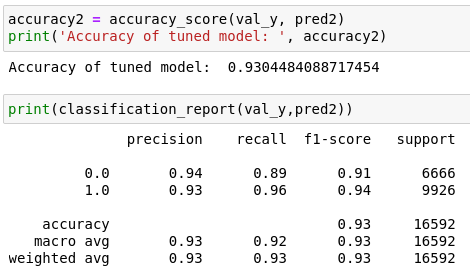 accuracy2 = accuracy_score(val_y, pred2)
print('Accuracy of tuned model: ', accuracy2)
Accuracy of tuned model:  0.9304484088717454
print(classification_report(val_y,pred2))
precision recall f1-score support
0.0 0.94 0.89 0.91 6666
1.0 0.93 0.96 0.94 9926
accuracy 0.93 16592
macro avg 0.93 0.92 0.93 16592
weighted avg 0.93 0.93 0.93 16592